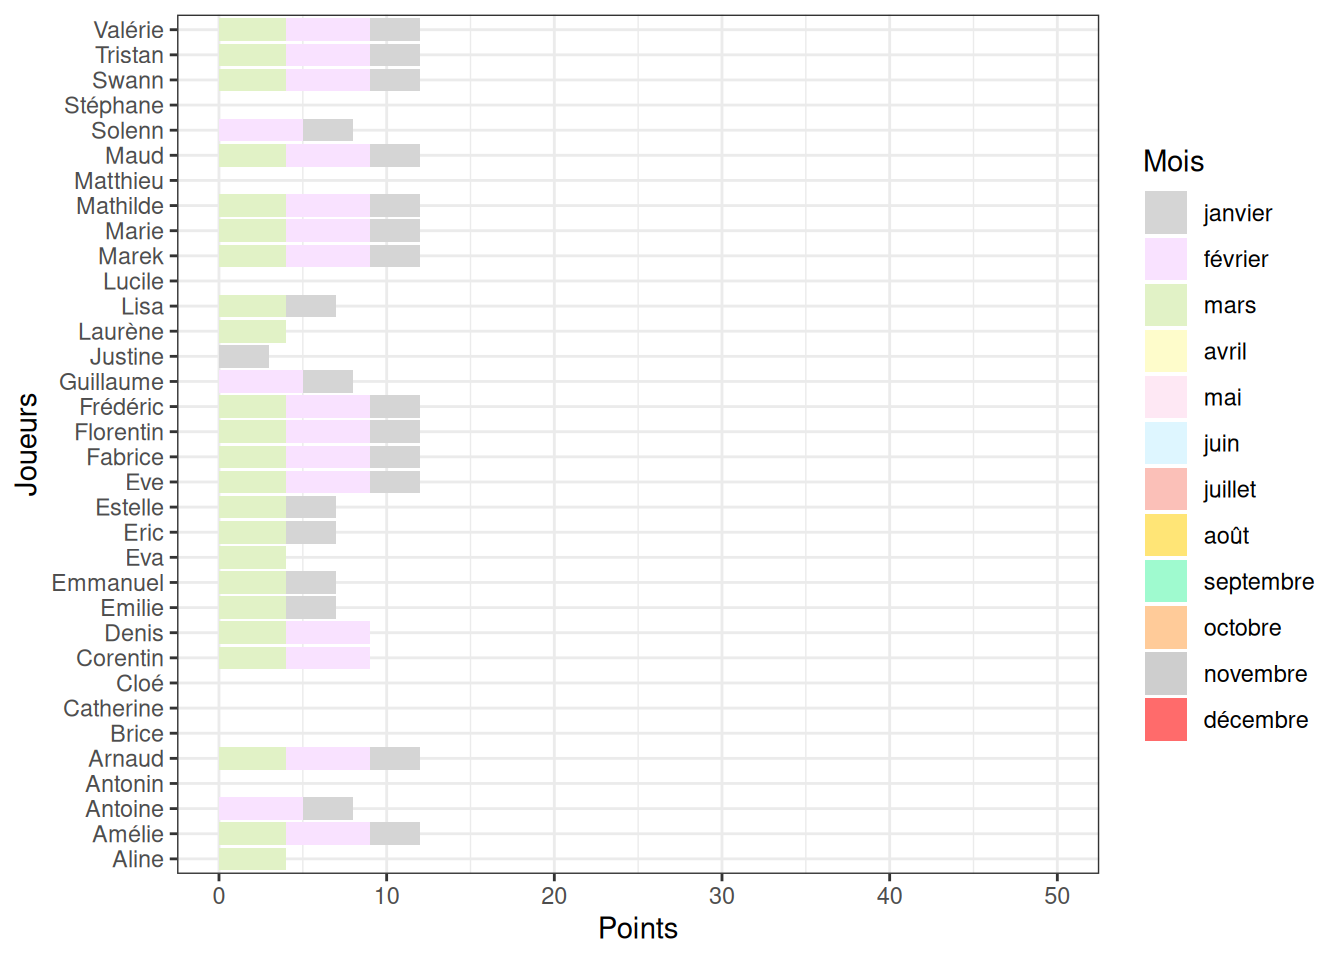 Valérie
Tristan
Swann
Stéphane
Solenn
Maud
Matthieu
Mathilde
Marie
Marek
Lucile
Lisa
Laurène
Justine
Guillaume
Frédéric
Florentin
Fabrice
Eve
Estelle
Eric
Eva
Emmanuel
Emilie
Denis
Corentin
Cloé
Catherine
Brice
Arnaud
Antonin
Antoine
Amélie
Aline
Joueurs
0 10 20 30 40 50
Points
Mois
janvier
février
mars
avril
mai
juin
juillet
août
septembre
octobre
novembre
décembre